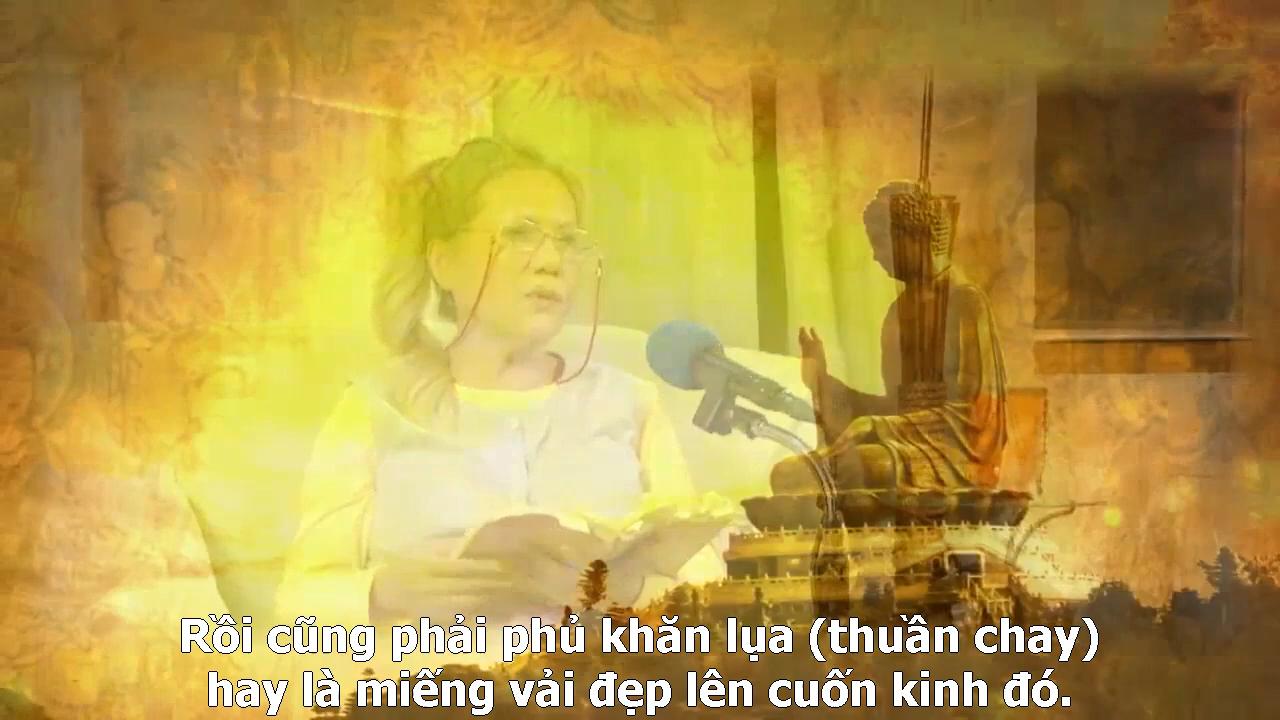 Rồi cũng phải phủ khăn lụa (thuần chay)
hay là miếng vải đẹp lên cuốn kinh đó.